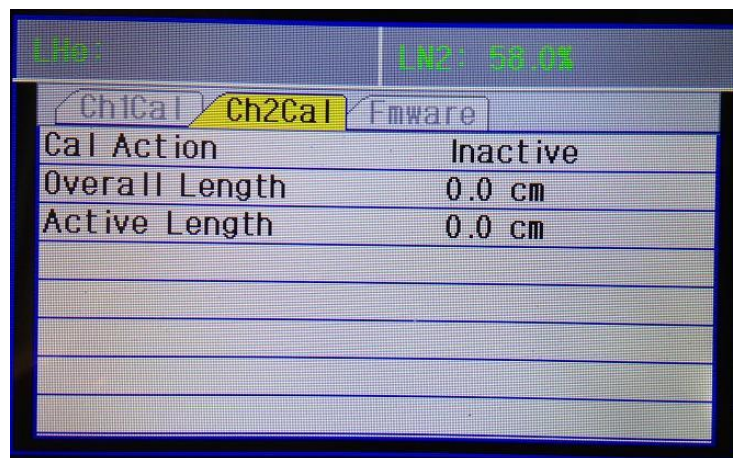 LHe: LN2: 58.0%
Ch1Cal Ch2Cal Fmware
Cal Action Inactive
Overall Length 0.0 cm
Active Length 0.0 cm